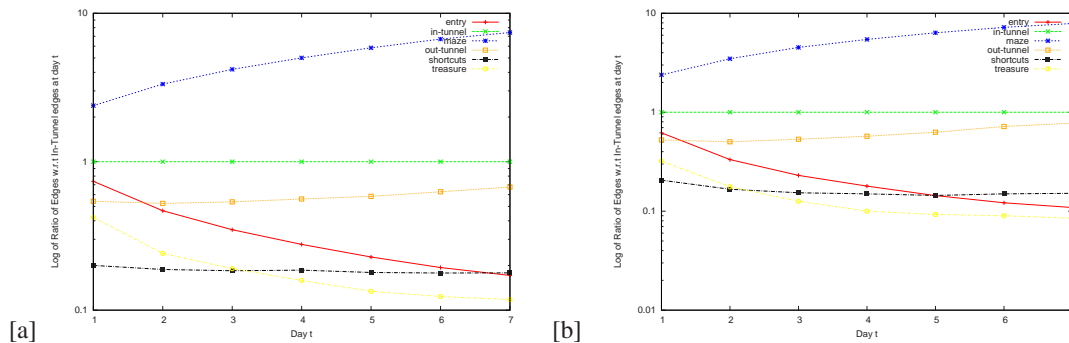 10
1
0.1
1 2 3 4 5 6 7
Log of Ratio of Edges w.r.t In-Tunnel edges at day t
Day t
entry
in-tunnel
maze
out-tunnel
shortcuts
treasure
[a]
10
1
0.1
0.01
1 2 3 4 5 6
Log of Ratio of Edges w.r.t In-Tunnel edges at day t
Day t
entry
in-tunnel
maze
out-tunnel
shortcuts
treasure
[b]